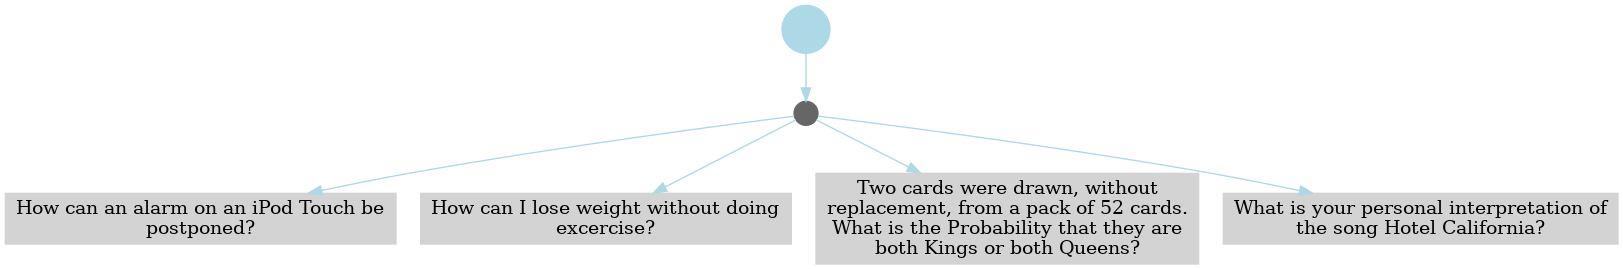 How can an alarm on an iPod Touch be
postponed?
How can I lose weight without doing
excercise?
Two cards were drawn, without
replacement, from a pack of 52 cards.
What is the Probability that they are
both Kings or both Queens?
What is your personal interpretation of
the song Hotel California?